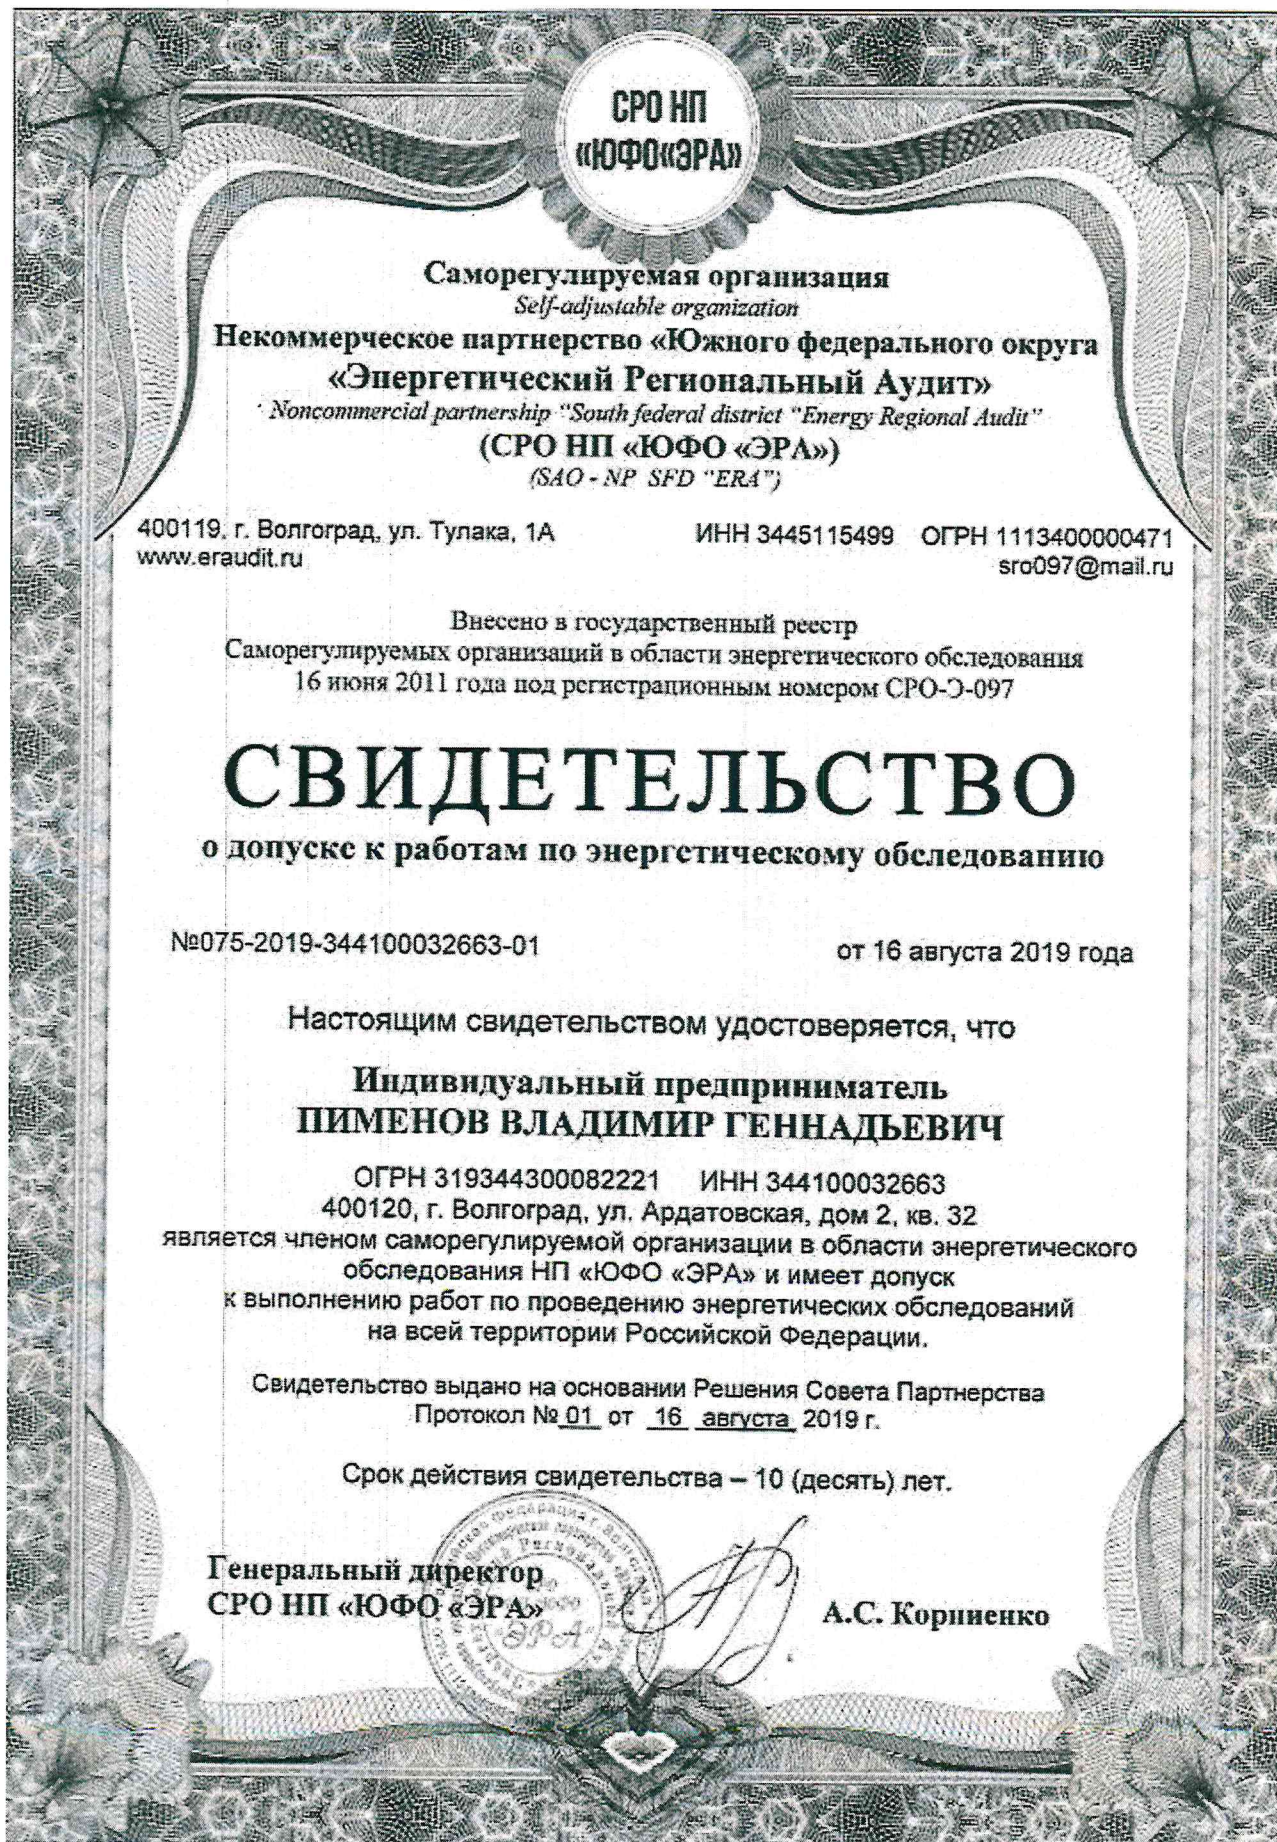 СРО НП
«ЮФО«ЭРА»
Саморегулируемая организация
Self-adjustable organization
Некоммерческое партнерство «Южного федерального округа
«Энергетический Региональный Аудит»
Noncommercial partnership "South federal district "Energy Regional Audit"
(СРО НП «ЮФО «ЭРА»)
(SAO - NP SFD "ERA")
400119, г. Волгоград, ул. Тулака, 1А ИНН 3445115499 ОГРН 1113400000471
www.eraudit.ru sro097@mail.ru
Внесено в государственный реестр
Саморегулируемых организаций в области энергетического обследования
16 июня 2011 года под регистрационным номером СРО-Э-097
СВИДЕТЕЛЬСТВО
о допуске к работам по энергетическому обследованию
№075-2019-344100032663-01 от 16 августа 2019 года
Настоящим свидетельством удостоверяется, что
Индивидуальный предприниматель
ПИМЕНОВ ВЛАДИМИР ГЕННАДЬЕВИЧ
ОГРН 319344300082221 ИНН 344100032663
400120, г. Волгоград, ул. Ардатовская, дом 2, кв. 32
является членом саморегулируемой организации в области энергетического
обследования НП «ЮФО «ЭРА» и имеет допуск
к выполнению работ по проведению энергетических обследований
на всей территории Российской Федерации.
Свидетельство выдано на основании Решения Совета Партнерства
Протокол № 01 от 16 августа 2019 г.
Срок действия свидетельства – 10 (десять) лет.
Генеральный директор
СРО НП «ЮФО «ЭРА» А.С. Корниенко
"ЭРА"